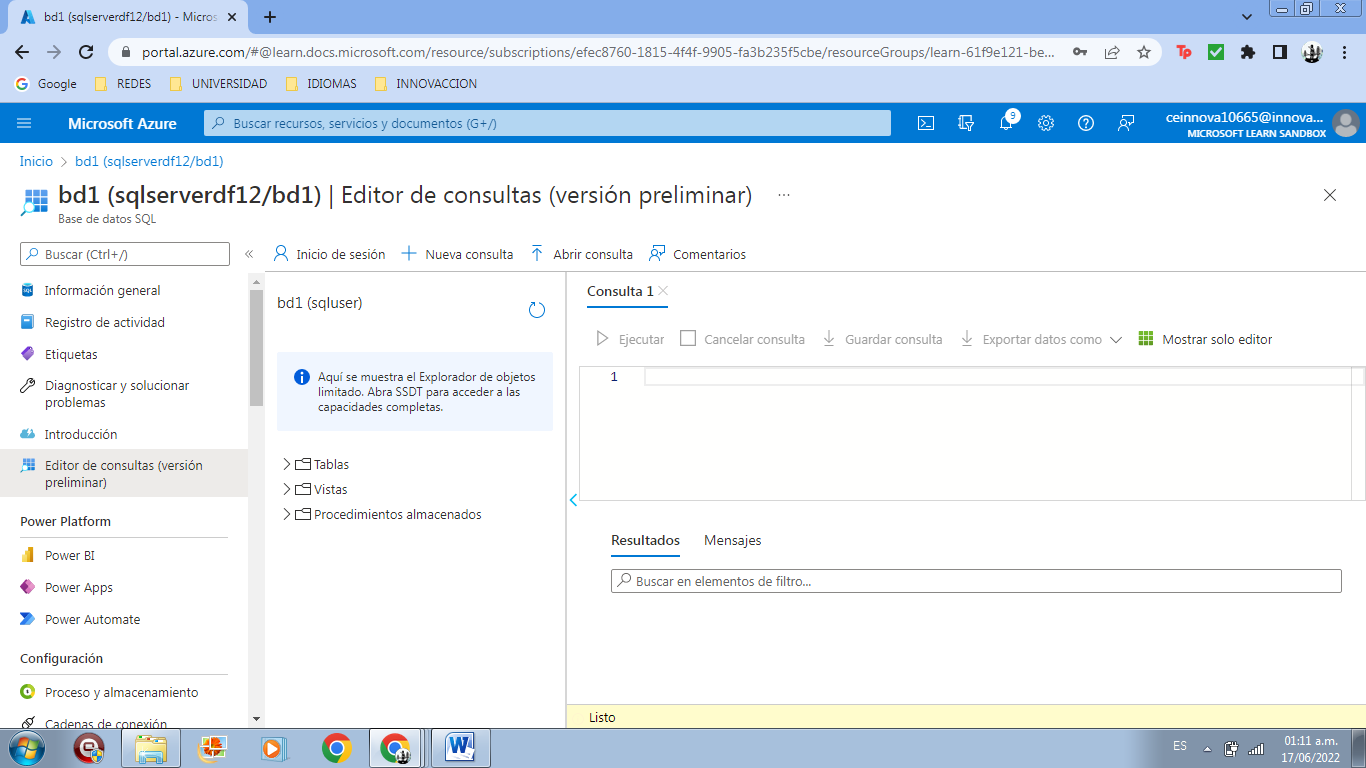 bd1 (sqlserverdf12/bd1) - Micros
portal.azure.com/#@learn.docs.microsoft.com/resource/subscriptions/efec8760-1815-4f4f-9905-fa3b235f5cbe/resourceGroups/learn-61f9e121-be...
Google REDES UNIVERSIDAD IDIOMAS INNOVACCION
Microsoft Azure
Buscar recursos, servicios y documentos (G+/)
9
ceinnova10665@innova...
MICROSOFT LEARN SANDBOX
Inicio > bd1 (sqlserverdf12/bd1)
bd1 (sqlserverdf12/bd1) | Editor de consultas (versión preliminar) ...
Base de datos SQL
Buscar (Ctrl+/)
«
Información general
Registro de actividad
Etiquetas
Diagnosticar y solucionar
problemas
Introducción
Editor de consultas (versión
preliminar)
Power Platform
Power BI
Power Apps
Power Automate
Configuración
Proceso y almacenamiento
Cadenas de conexión
Inicio de sesión
Nueva consulta
Abrir consulta
Comentarios
bd1 (sqluser)
Aquí se muestra el Explorador de objetos
limitado. Abra SSDT para acceder a las
capacidades completas.
Tablas
Vistas
Procedimientos almacenados
Consulta 1
Ejecutar
Cancelar consulta
Guardar consulta
Exportar datos como
Mostrar solo editor
1
Resultados
Mensajes
Buscar en elementos de filtro...
Listo
ES
01:11 a.m.
17/06/2022